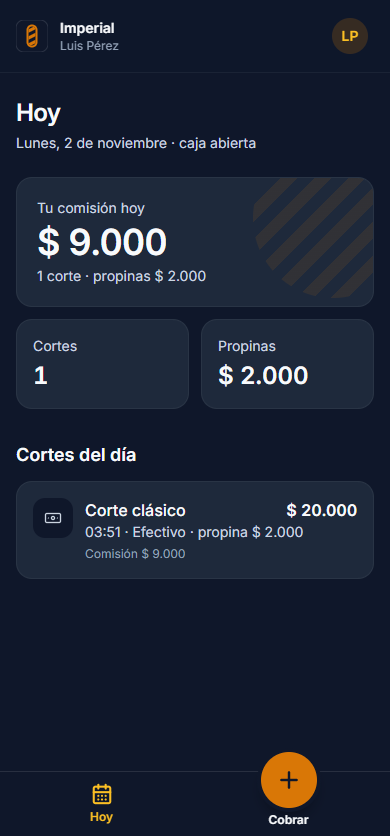 Imperial
Luis Pérez
LP
Hoy
Lunes, 2 de noviembre · caja abierta
Tu comisión hoy
$ 9.000
1 corte · propinas $ 2.000
Cortes
1
Propinas
$ 2.000
Cortes del día
Corte clásico
$ 20.000
03:51 · Efectivo · propina $ 2.000
Comisión $ 9.000
Hoy
Cobrar